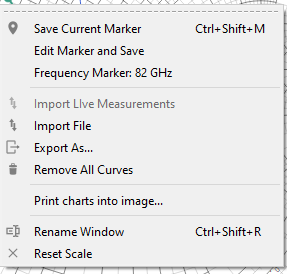 Save Current Marker Ctrl+Shift+M
Edit Marker and Save
Frequency Marker: 82 GHz
Import LIve Measurements
Import File
Export As...
Remove All Curves
Print charts into image...
Rename Window Ctrl+Shift+R
Reset Scale